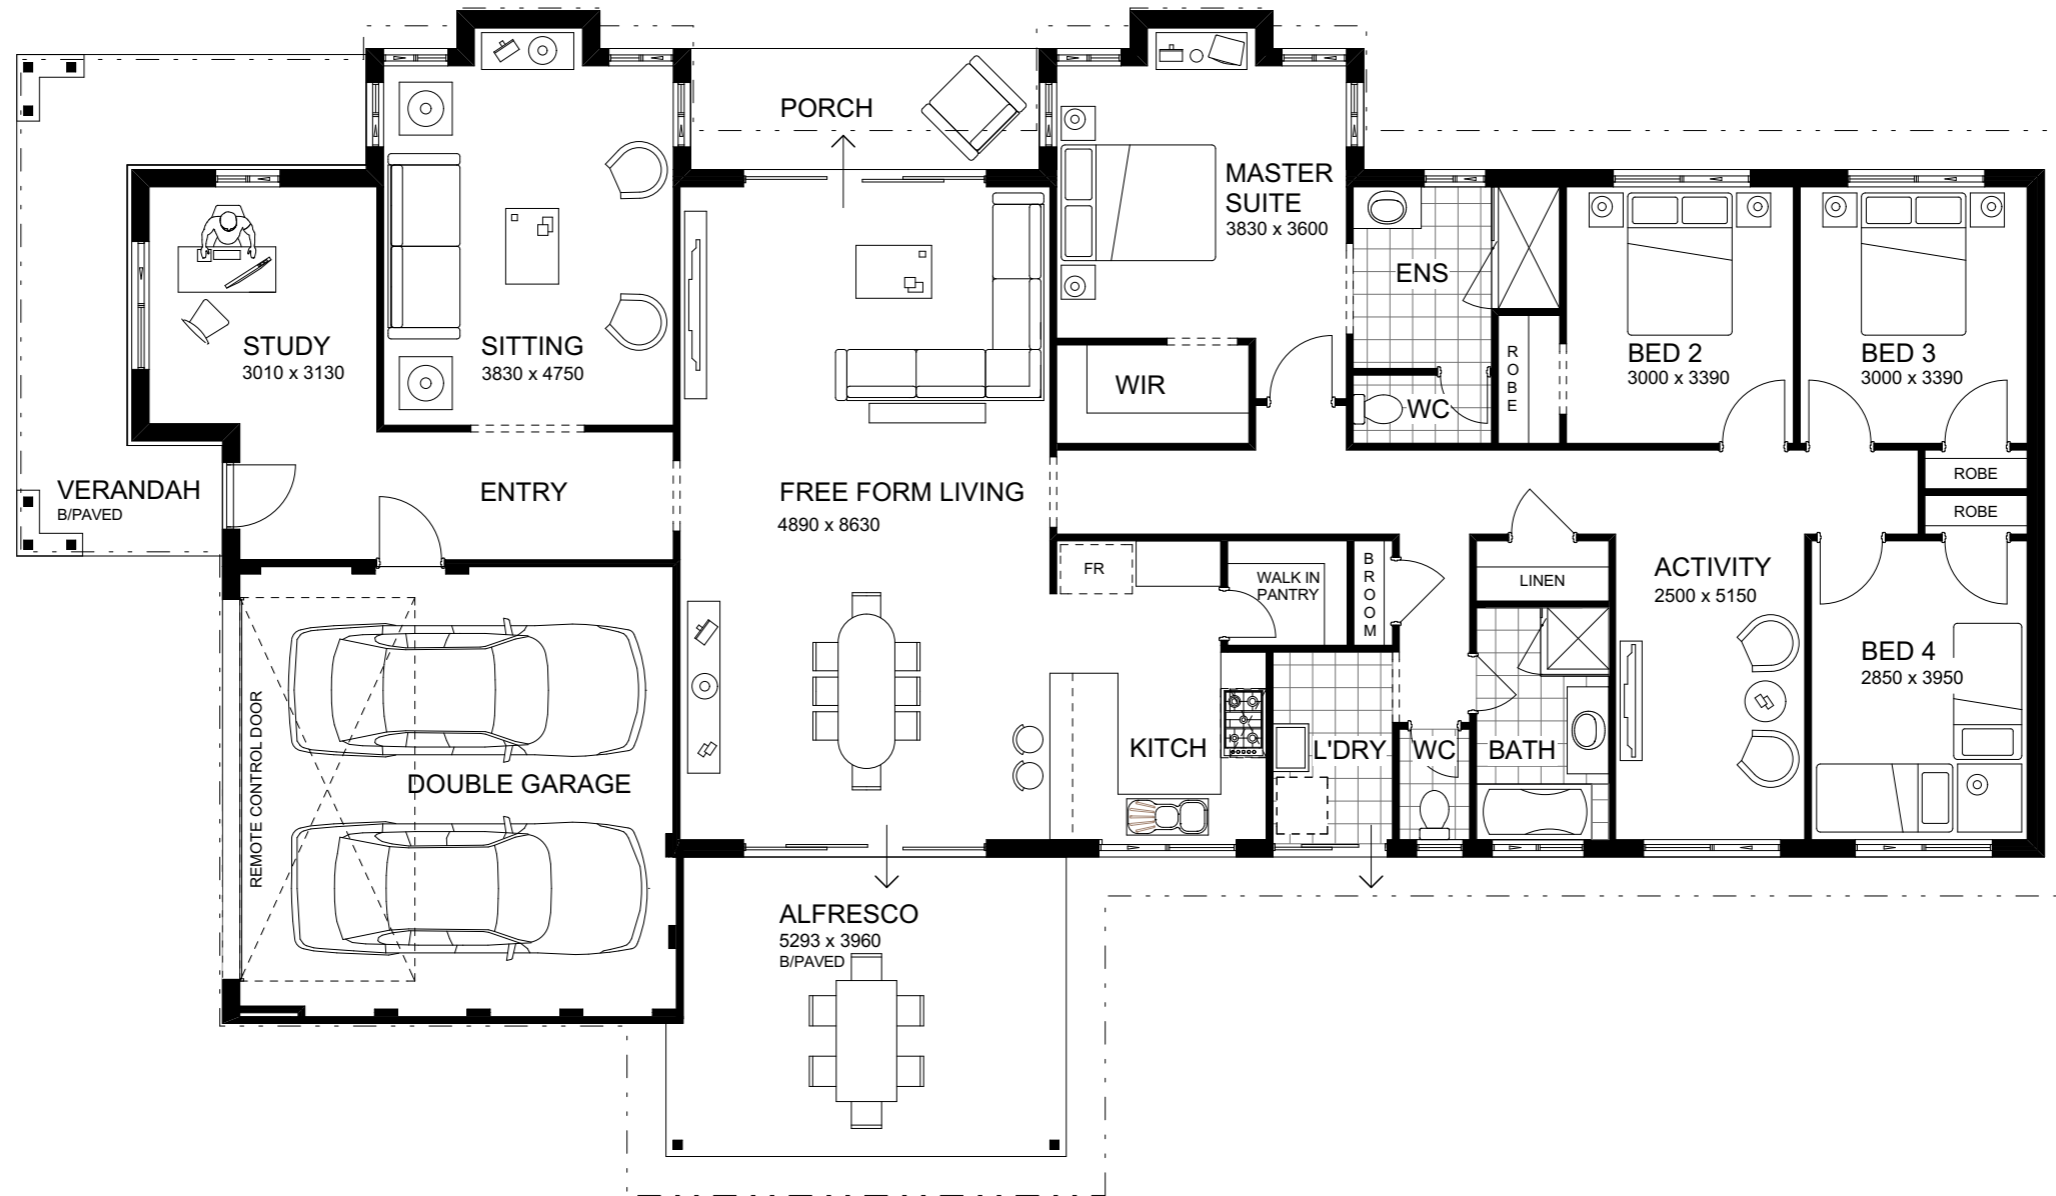 PORCH
MASTER
SUITE
3830 x 3600
ENS
STUDY
3010 x 3130
SITTING
3830 x 4750
WIR
WC
ROBE
BED 2
3000 x 3390
BED 3
3000 x 3390
VERANDAH
B/PAVED
ENTRY
FREE FORM LIVING
4890 x 8630
ROBE
ROBE
FR
WALK IN
PANTRY
BROOM
LINEN
ACTIVITY
2500 x 5150
BED 4
2850 x 3950
REMOTE CONTROL DOOR
DOUBLE GARAGE
KITCH
L'DRY
WC
BATH
ALFRESCO
5293 x 3960
B/PAVED